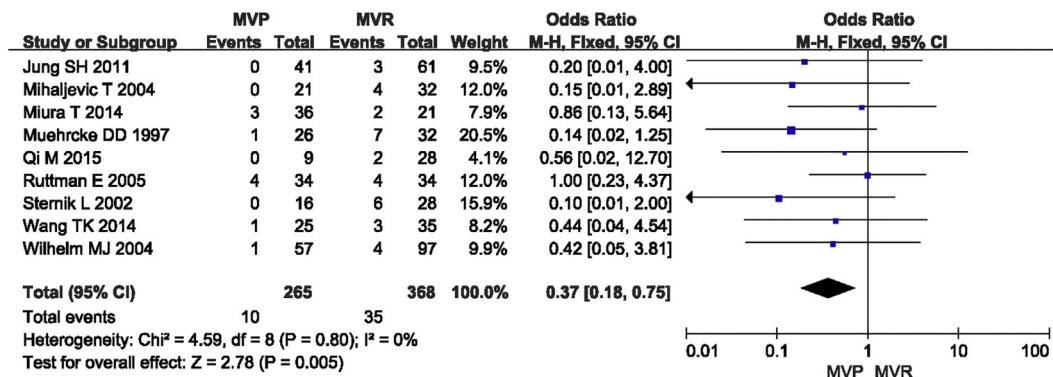 MVP MVR Odds Ratio Odds Ratio
Study or Subgroup Events Total Events Total Weight M-H, Fixed, 95% CI M-H, Fixed, 95% CI
Jung SH 2011 0 41 3 61 9.5% 0.20 [0.01, 4.00]
Mihaljevic T 2004 0 21 4 32 12.0% 0.15 [0.01, 2.89]
Miura T 2014 3 36 2 21 7.9% 0.86 [0.13, 5.64]
Muehrcke DD 1997 1 26 7 32 20.5% 0.14 [0.02, 1.25]
Qi M 2015 0 9 2 28 4.1% 0.56 [0.02, 12.70]
Ruttman E 2005 4 34 4 34 12.0% 1.00 [0.23, 4.37]
Sternik L 2002 0 16 6 28 15.9% 0.10 [0.01, 2.00]
Wang TK 2014 1 25 3 35 8.2% 0.44 [0.04, 4.54]
Wilhelm MJ 2004 1 57 4 97 9.9% 0.42 [0.05, 3.81]
Total (95% CI) 265 368 100.0% 0.37 [0.18, 0.75]
Total events 10 35
Heterogeneity: Chi² = 4.59, df = 8 (P = 0.80); I² = 0%
Test for overall effect: Z = 2.78 (P = 0.005)
0.01 0.1 1 10 100
MVP MVR